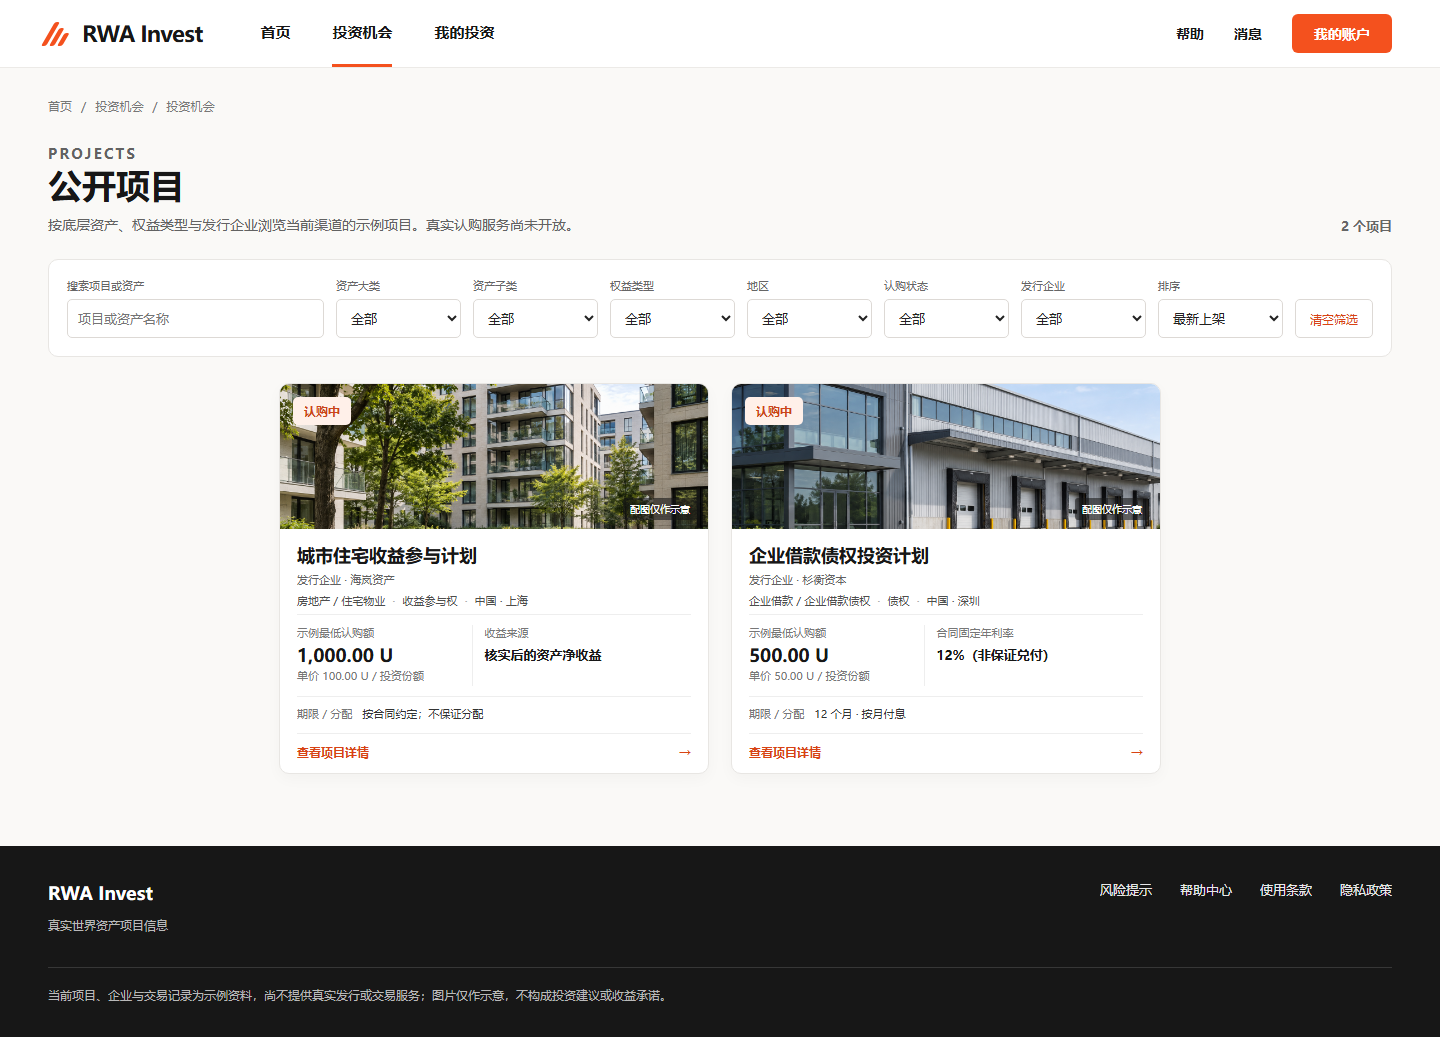 RWA Invest 首页 投资机会 我的投资 帮助 消息 我的账户
首页 / 投资机会 / 投资机会
PROJECTS
公开项目
按底层资产、权益类型与发行企业浏览当前渠道的示例项目。真实认购服务尚未开放。 2 个项目
搜索项目或资产 资产大类 资产子类 权益类型 地区 认购状态 发行企业 排序
项目或资产名称 全部 全部 全部 全部 全部 全部 最新上架 清空筛选
认购中
配图仅作示意
城市住宅收益参与计划
发行企业 · 海岚资产
房地产 / 住宅物业 · 收益参与权 · 中国 · 上海
示例最低认购额 收益来源
1,000.00 U 核实后的资产净收益
单价 100.00 U / 投资份额
期限 / 分配 按合同约定；不保证分配
查看项目详情 →
认购中
配图仅作示意
企业借款债权投资计划
发行企业 · 杉衡资本
企业借款 / 企业借款债权 · 债权 · 中国 · 深圳
示例最低认购额 合同固定年利率
500.00 U 12%（非保证兑付）
单价 50.00 U / 投资份额
期限 / 分配 12 个月 · 按月付息
查看项目详情 →
RWA Invest 风险提示 帮助中心 使用条款 隐私政策
真实世界资产项目信息
当前项目、企业与交易记录为示例资料，尚不提供真实发行或交易服务；图片仅作示意，不构成投资建议或收益承诺。